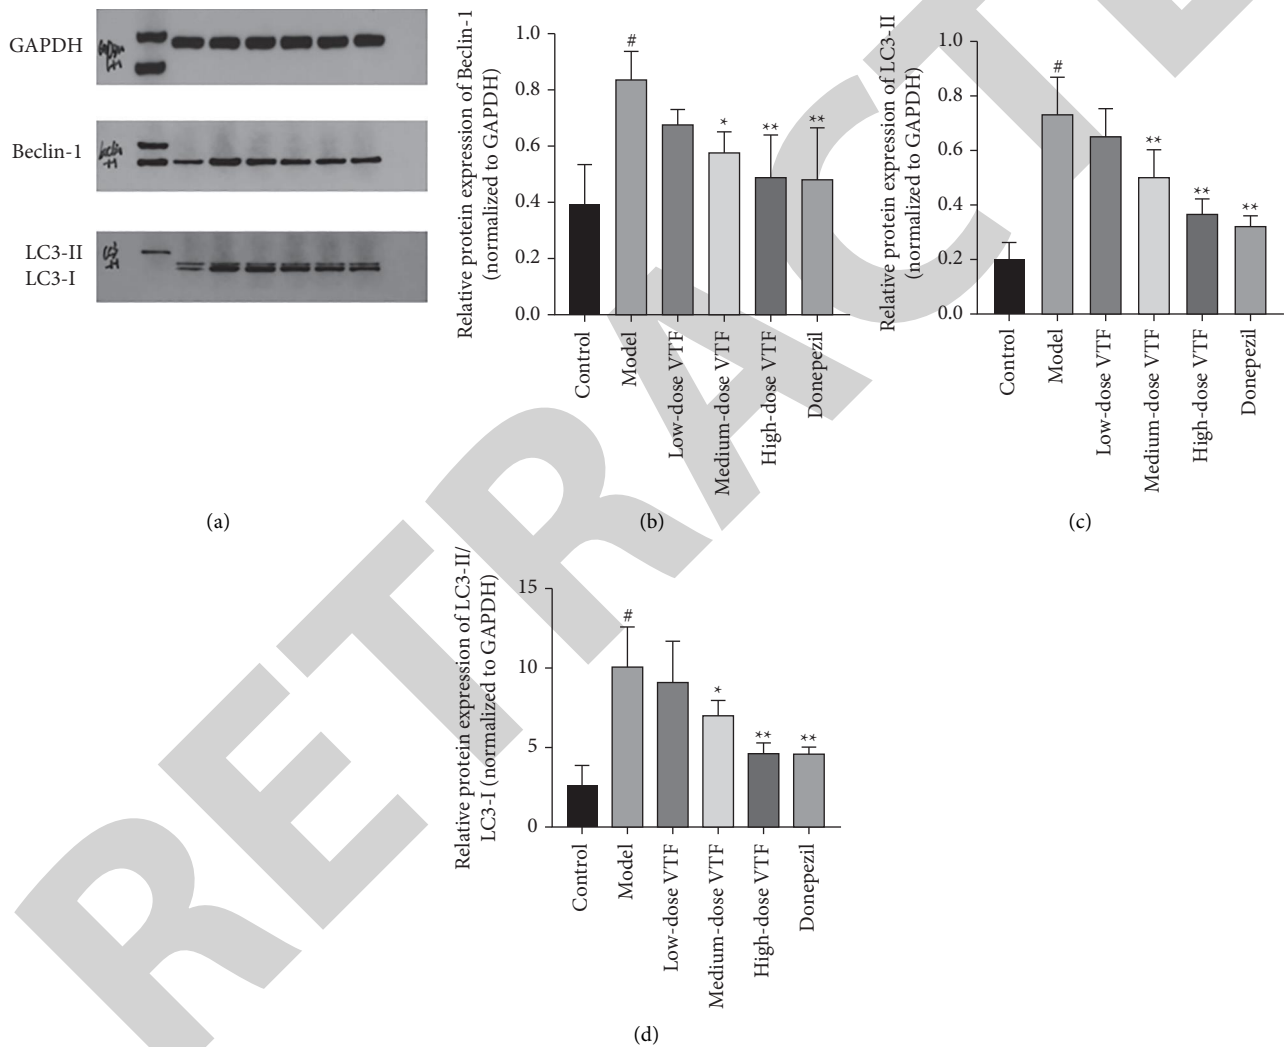 GAPDH
Beclin-1
LC3-II
LC3-I
(a)
Relative protein expression of Beclin-1
(normalized to GAPDH)
1.0
0.8
0.6
0.4
0.2
0.0
#
*
**
**
Control
Model
Low-dose VTF
Medium-dose VTF
High-dose VTF
Donepezil
(b)
Relative protein expression of LC3-II
(normalized to GAPDH)
1.0
0.8
0.6
0.4
0.2
0.0
#
**
**
**
Control
Model
Low-dose VTF
Medium-dose VTF
High-dose VTF
Donepezil
(c)
Relative protein expression of LC3-II/
LC3-I (normalized to GAPDH)
15
10
5
0
#
*
**
**
Control
Model
Low-dose VTF
Medium-dose VTF
High-dose VTF
Donepezil
(d)
RETRACTE